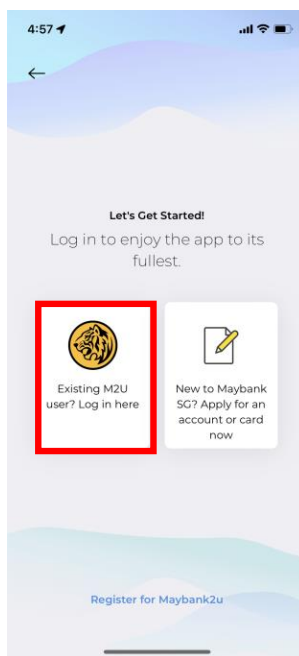 4:57
Let's Get Started!
Log in to enjoy the app to its
fullest.
Existing M2U
user? Log in here
New to Maybank
SG? Apply for an
account or card
now
Register for Maybank2u